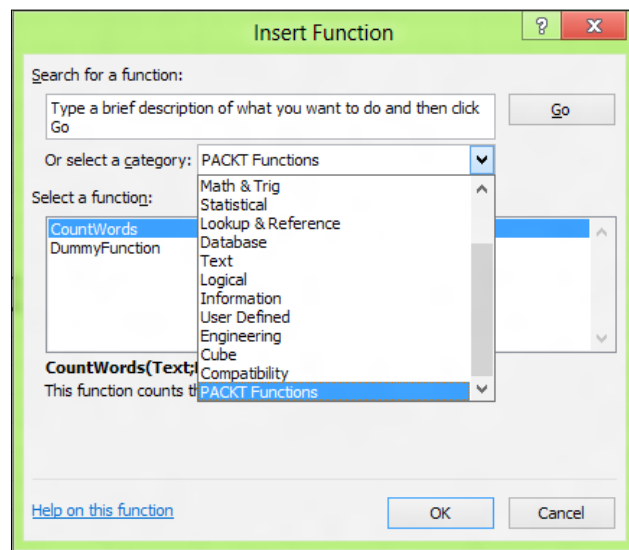 Insert Function
? x
Search for a function:
Type a brief description of what you want to do and then click
Go
Go
Or select a category: PACKT Functions
Math & Trig
Statistical
Lookup & Reference
Database
Text
Logical
Information
User Defined
Engineering
Cube
Compatibility
PACKT Functions
Select a function:
CountWords
DummyFunction
CountWords(Text;
This function counts
Help on this function
OK
Cancel